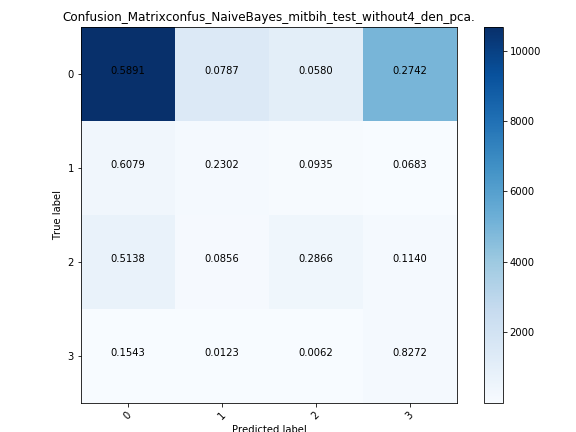 Confusion_Matrixconfus_NaiveBayes_mitbih_test_without4_den_pca.
0 0.5891 0.0787 0.0580 0.2742
1 0.6079 0.2302 0.0935 0.0683
2 0.5138 0.0856 0.2866 0.1140
3 0.1543 0.0123 0.0062 0.8272
0 1 2 3
True label
Predicted label
10000
8000
6000
4000
2000